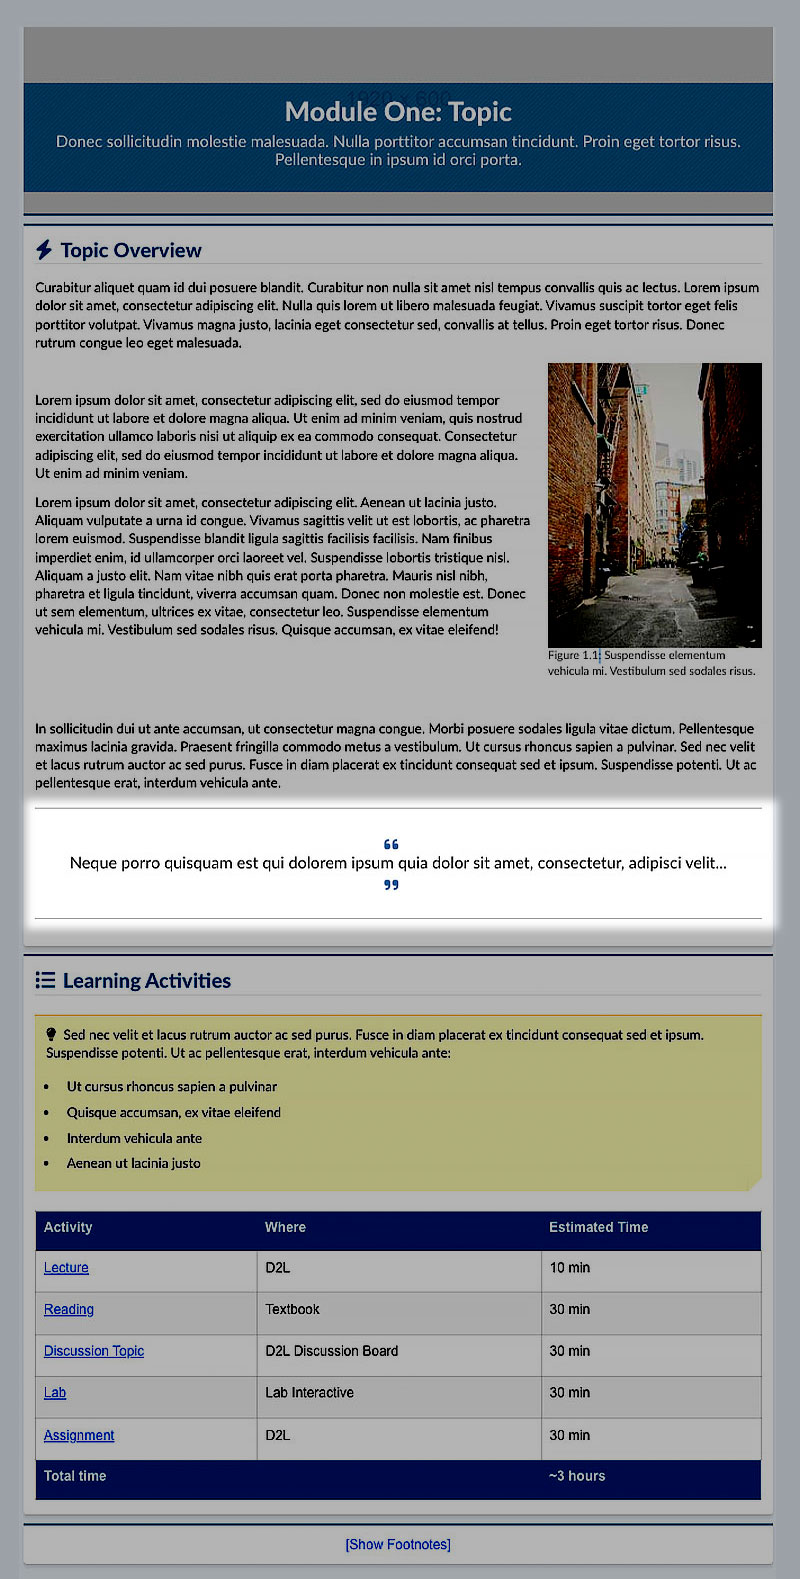 1920 x 600
Module One: Topic
Donec sollicitudin molestie malesuada. Nulla porttitor accumsan tincidunt. Proin eget tortor risus.
Pellentesque in ipsum id orci porta.
Topic Overview
Curabitur aliquet quam id dui posuere blandit. Curabitur non nulla sit amet nisl tempus convallis quis ac lectus. Lorem ipsum
dolor sit amet, consectetur adipiscing elit. Nulla quis lorem ut libero malesuada feugiat. Vivamus suscipit tortor eget felis
porttitor volutpat. Vivamus magna justo, lacinia eget consectetur sed, convallis at tellus. Proin eget tortor risus. Donec
rutrum congue leo eget malesuada.
Lorem ipsum dolor sit amet, consectetur adipiscing elit, sed do eiusmod tempor
incididunt ut labore et dolore magna aliqua. Ut enim ad minim veniam, quis nostrud
exercitation ullamco laboris nisi ut aliquip ex ea commodo consequat. Consectetur
adipiscing elit, sed do eiusmod tempor incididunt ut labore et dolore magna aliqua.
Ut enim ad minim veniam.
Lorem ipsum dolor sit amet, consectetur adipiscing elit. Aenean ut lacinia justo.
Aliquam vulputate a urna id congue. Vivamus sagittis velit ut est lobortis, ac pharetra
lorem euismod. Suspendisse blandit ligula sagittis facilisis facilisis. Nam finibus
imperdiet enim, id ullamcorper orci laoreet vel. Suspendisse lobortis tristique nisl.
Aliquam a justo elit. Nam vitae nibh quis erat porta pharetra. Mauris nisl nibh,
pharetra et ligula tincidunt, viverra accumsan quam. Donec non molestie est. Donec
ut sem elementum, ultrices ex vitae, consectetur leo. Suspendisse elementum
vehicula mi. Vestibulum sed sodales risus. Quisque accumsan, ex vitae eleifend!
Figure 1.1: Suspendisse elementum
vehicula mi. Vestibulum sed sodales risus.
In sollicitudin dui ut ante accumsan, ut consectetur magna congue. Morbi posuere sodales ligula vitae dictum. Pellentesque
maximus lacinia gravida. Praesent fringilla commodo metus a vestibulum. Ut cursus rhoncus sapien a pulvinar. Sed nec velit
et lacus rutrum auctor ac sed purus. Fusce in diam placerat ex tincidunt consequat sed et ipsum. Suspendisse potenti. Ut ac
pellentesque erat, interdum vehicula ante.
“
Neque porro quisquam est qui dolorem ipsum quia dolor sit amet, consectetur, adipisci velit...
”
Learning Activities
Sed nec velit et lacus rutrum auctor ac sed purus. Fusce in diam placerat ex tincidunt consequat sed et ipsum.
Suspendisse potenti. Ut ac pellentesque erat, interdum vehicula ante:
• Ut cursus rhoncus sapien a pulvinar
• Quisque accumsan, ex vitae eleifend
• Interdum vehicula ante
• Aenean ut lacinia justo
Activity Where Estimated Time
Lecture D2L 10 min
Reading Textbook 30 min
Discussion Topic D2L Discussion Board 30 min
Lab Lab Interactive 30 min
Assignment D2L 30 min
Total time ~3 hours
[Show Footnotes]